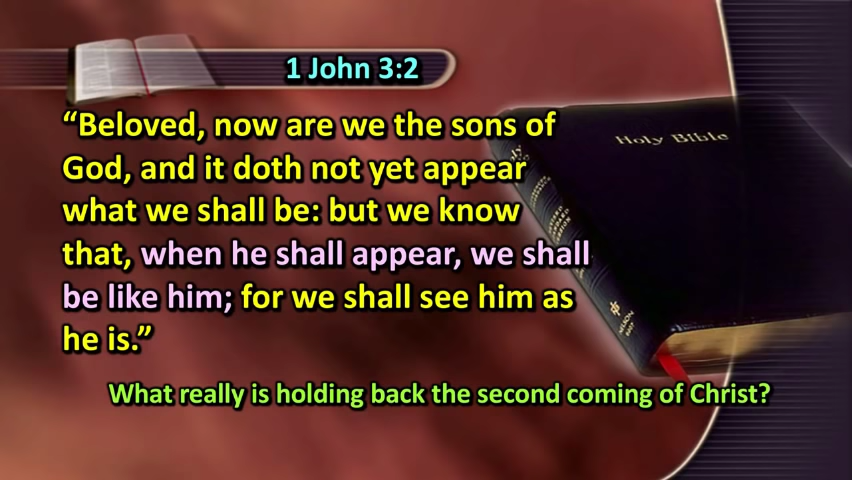 1 John 3:2
“Beloved, now are we the sons of
God, and it doth not yet appear
what we shall be: but we know
that, when he shall appear, we shall
be like him; for we shall see him as
he is.”
Holy Bible
NELSON
What really is holding back the second coming of Christ?